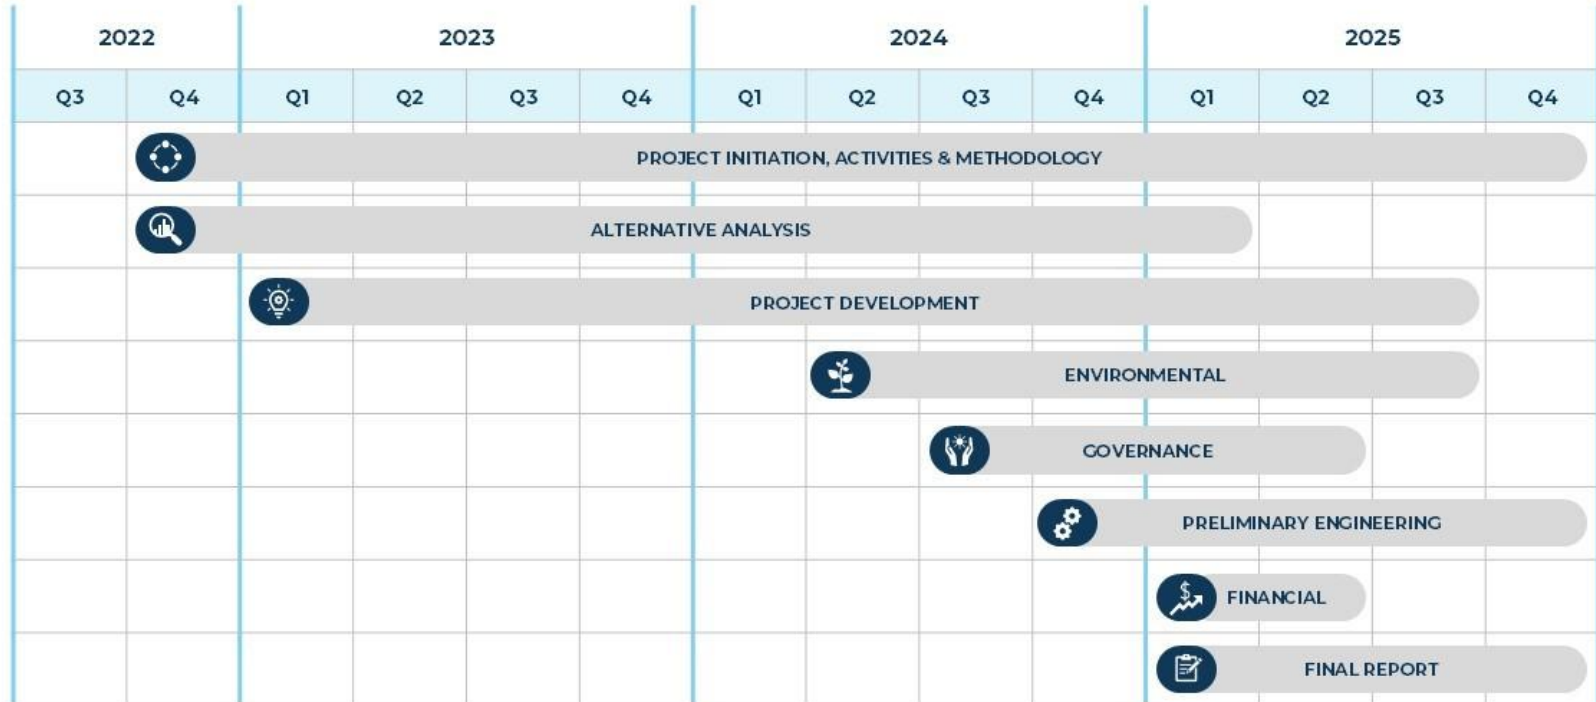 2022 2023 2024 2025
Q3 Q4 Q1 Q2 Q3 Q4 Q1 Q2 Q3 Q4 Q1 Q2 Q3 Q4
PROJECT INITIATION, ACTIVITIES & METHODOLOGY
ALTERNATIVE ANALYSIS
PROJECT DEVELOPMENT
ENVIRONMENTAL
GOVERNANCE
PRELIMINARY ENGINEERING
$ FINANCIAL
FINAL REPORT